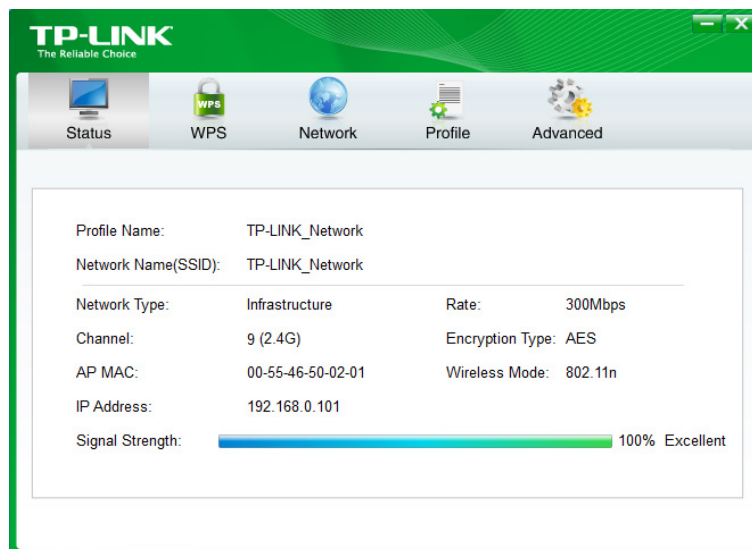 TP-LINK
The Reliable Choice
WPS
Status WPS Network Profile Advanced
Profile Name: TP-LINK_Network
Network Name(SSID): TP-LINK_Network
Network Type: Infrastructure Rate: 300Mbps
Channel: 9 (2.4G) Encryption Type: AES
AP MAC: 00-55-46-50-02-01 Wireless Mode: 802.11n
IP Address: 192.168.0.101
Signal Strength: 100% Excellent